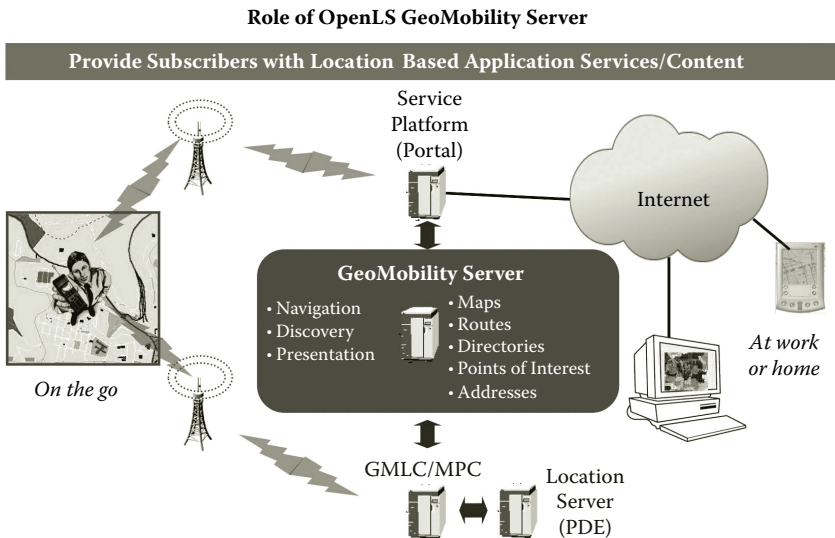 Role of OpenLS GeoMobility Server
Provide Subscribers with Location Based Application Services/Content
Service
Platform
(Portal)
Internet
GeoMobility Server
• Navigation
• Discovery
• Presentation
• Maps
• Routes
• Directories
• Points of Interest
• Addresses
On the go
At work
or home
GMLC/MPC
Location
Server
(PDE)